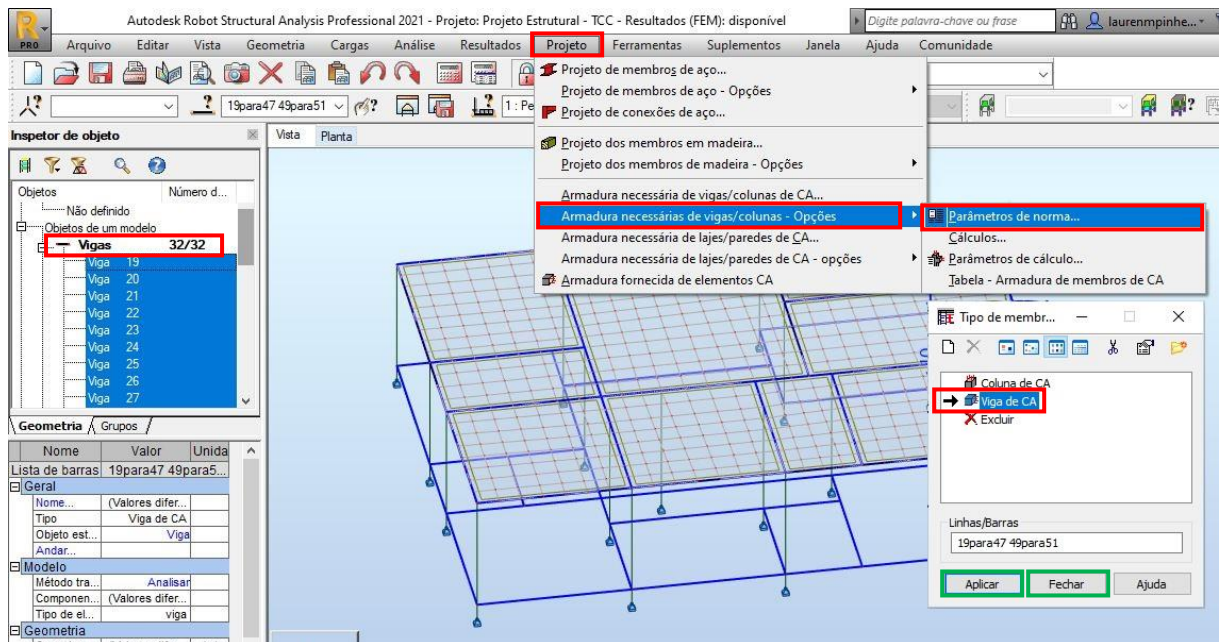 Autodesk Robot Structural Analysis Professional 2021 - Projeto: Projeto Estrutural - TCC - Resultados (FEM): disponível
Digite palavra-chave ou frase
laurenmpinhe...
PRO
Arquivo Editar Vista Geometria Cargas Análise Resultados Projeto Ferramentas Suplementos Janela Ajuda Comunidade
19para47 49para51
1 : Pe
Projeto de membros de aço...
Projeto de membros de aço - Opções
Projeto de conexões de aço...
Projeto dos membros em madeira...
Projeto dos membros de madeira - Opções
Armadura necessária de vigas/colunas de CA...
Armadura necessárias de vigas/colunas - Opções
Armadura necessária de lajes/paredes de CA...
Armadura necessária de lajes/paredes de CA - opções
Armadura fornecida de elementos CA
Parâmetros de norma...
Cálculos...
Parâmetros de cálculo...
Tabela - Armadura de membros de CA
Inspetor de objeto
Vista Planta
Objetos Número d...
Não definido
Objetos de um modelo
Vigas 32/32
Viga 19
Viga 20
Viga 21
Viga 22
Viga 23
Viga 24
Viga 25
Viga 26
Viga 27
Geometria Grupos
Nome Valor Unida
Lista de barras 19para47 49para5...
Geral
Nome... (Valores difer...
Tipo Viga de CA
Objeto est... Viga
Andar...
Modelo
Método tra... Analisar
Componen... (Valores difer...
Tipo de el... viga
Geometria
Tipo de membr...
Coluna de CA
Viga de CA
Excluir
Linhas/Barras
19para47 49para51
Aplicar Fechar Ajuda